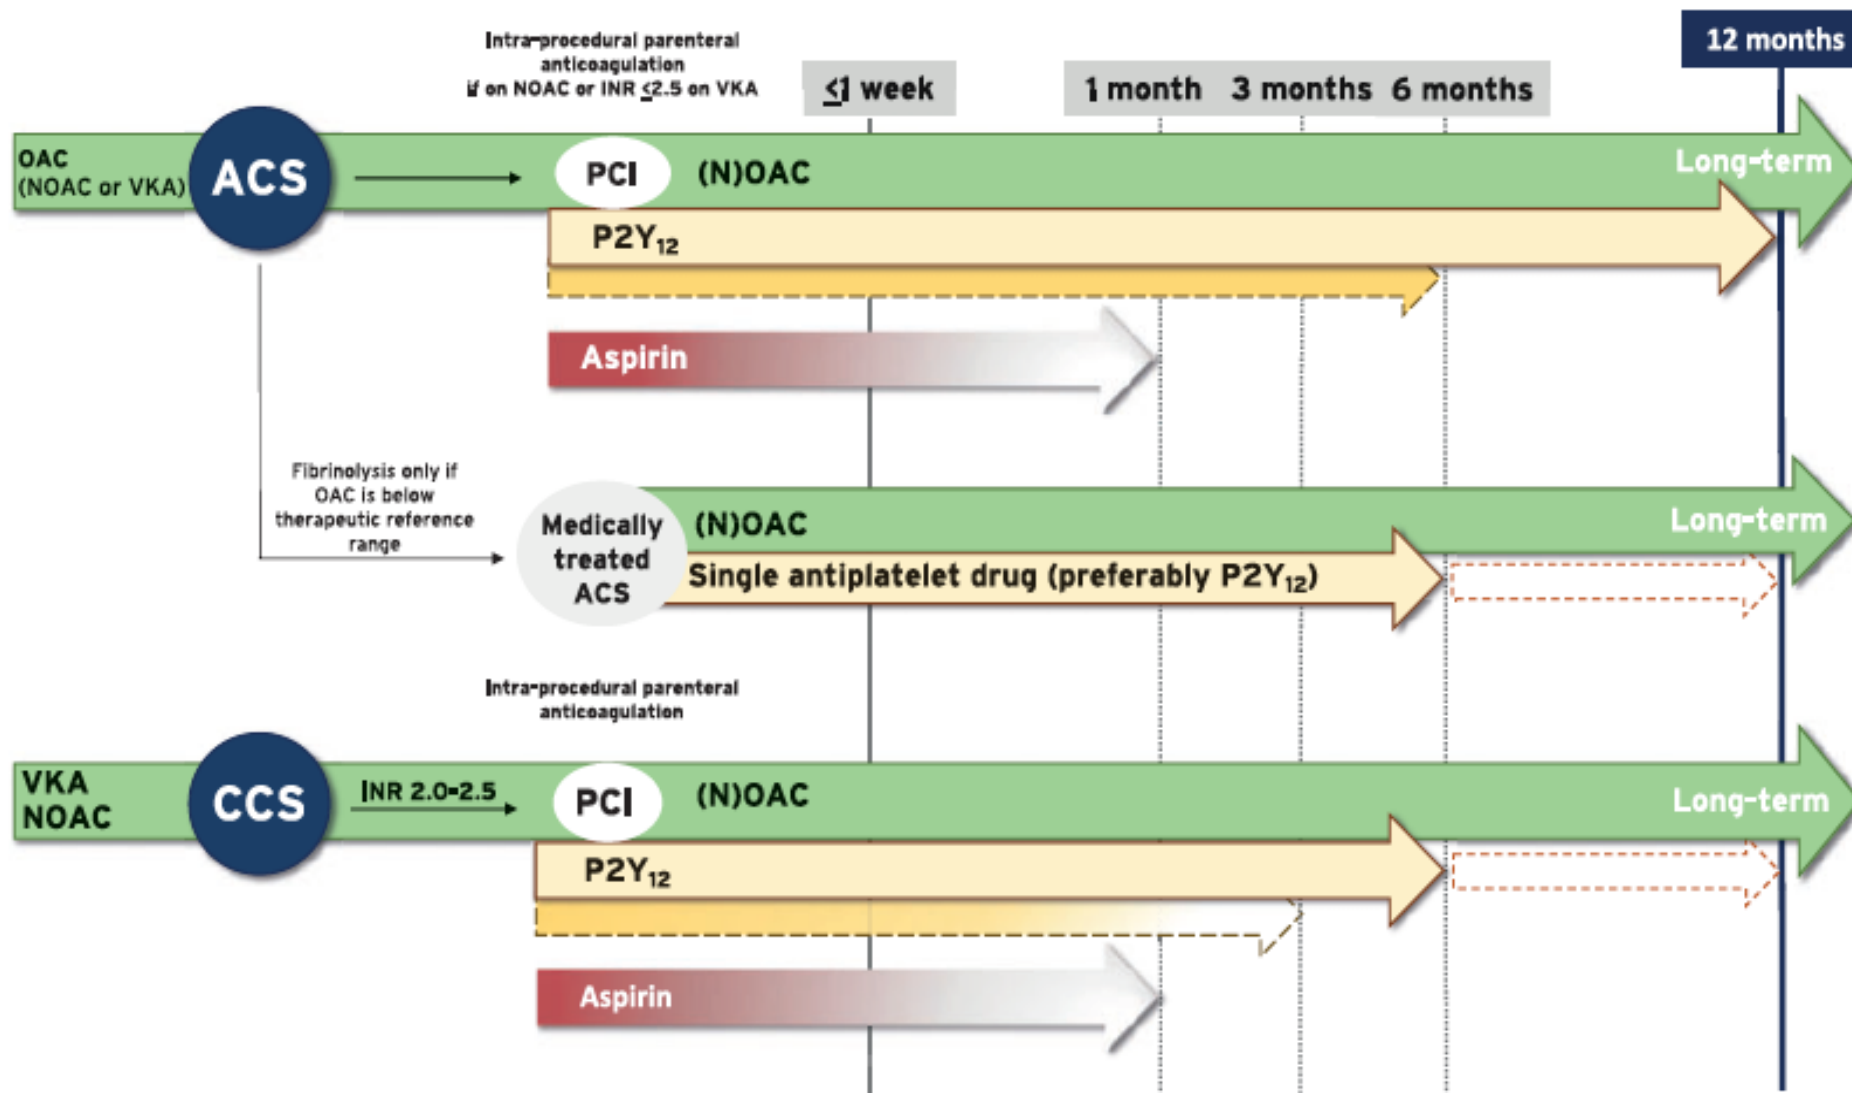 Intra-procedural parenteral
anticoagulation
if on NOAC or INR ≤2.5 on VKA
≤1 week
1 month
3 months
6 months
12 months
OAC
(NOAC or VKA)
ACS
PCI
(N)OAC
Long-term
P2Y₁₂
Aspirin
Fibrinolysis only if
OAC is below
therapeutic reference
range
Medically
treated
ACS
(N)OAC
Long-term
Single antiplatelet drug (preferably P2Y₁₂)
Intra-procedural parenteral
anticoagulation
VKA
NOAC
CCS
INR 2.0-2.5
PCI
(N)OAC
Long-term
P2Y₁₂
Aspirin